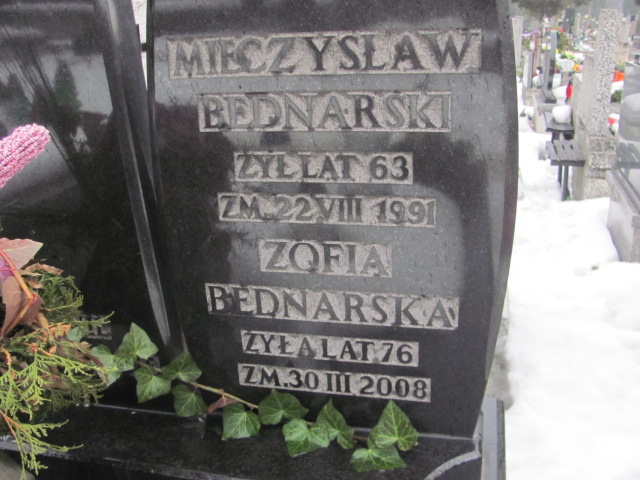 MIECZYSŁAW
BEDNARSKI
ŻYŁ LAT 63
ZM. 22 VIII 1991
ZOFIA
BEDNARSKA
ŻYŁA LAT 76
ZM. 30 III 2008